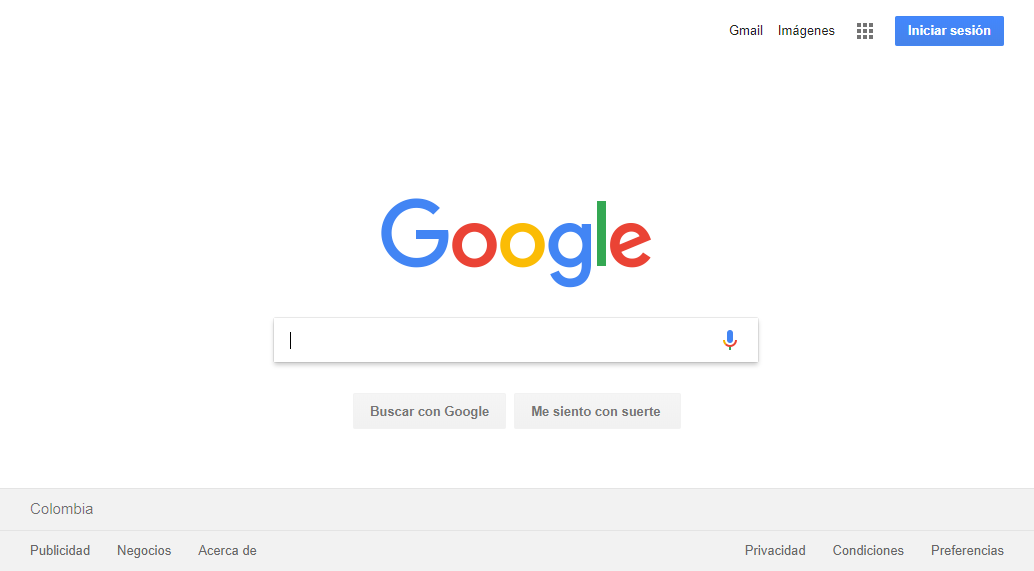 Gmail Imágenes Iniciar sesión
Google
Buscar con Google Me siento con suerte
Colombia
Publicidad Negocios Acerca de Privacidad Condiciones Preferencias